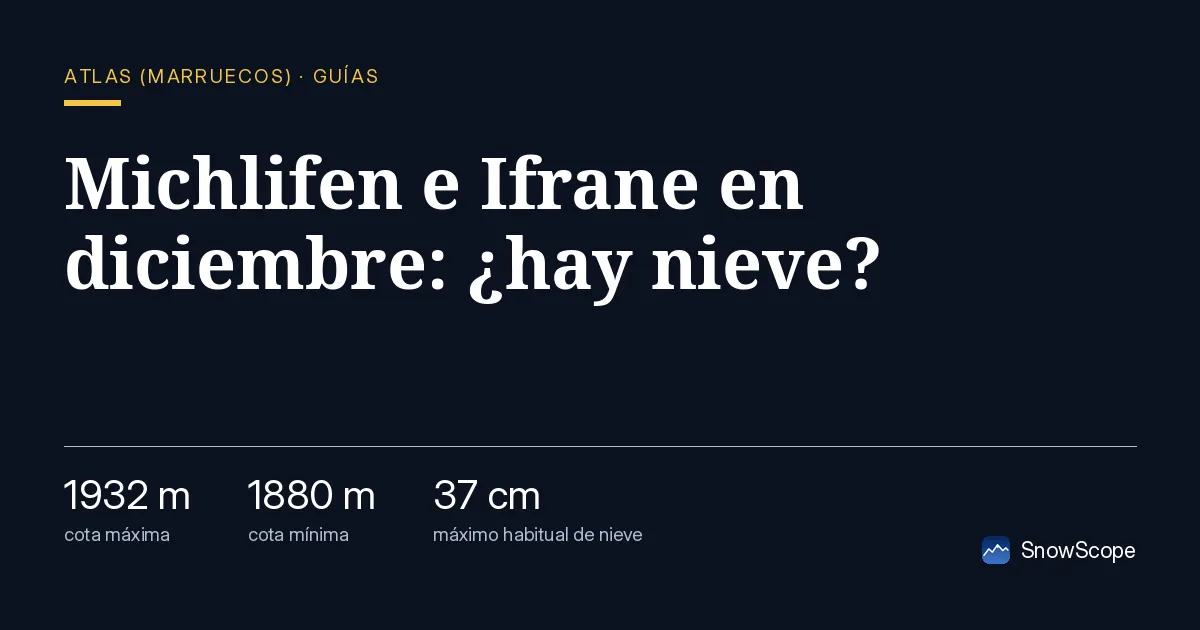 ATLAS (MARRUECOS) · GUÍAS
Michlifen e Ifrane en
diciembre: ¿hay nieve?
1932 m
cota máxima
1880 m
cota mínima
37 cm
máximo habitual de nieve
SnowScope